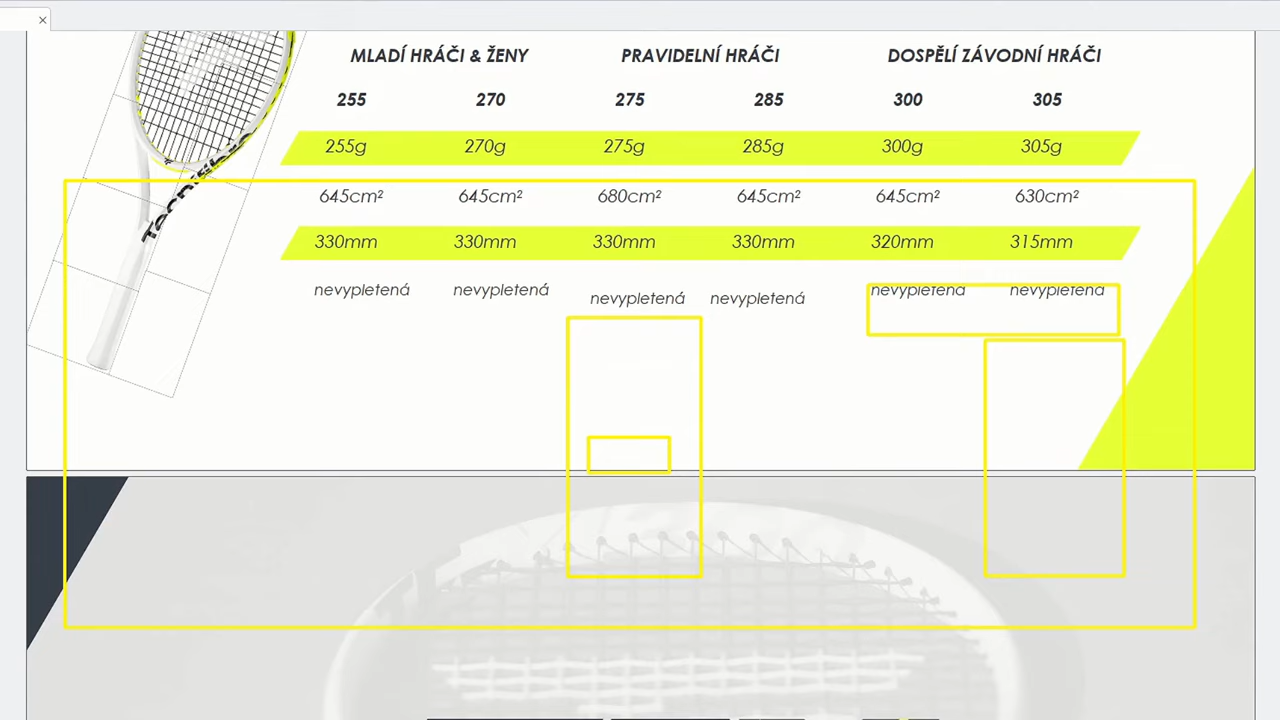 MLADÍ HRÁČI & ŽENY PRAVIDELNÍ HRÁČI DOSPĚLÍ ZÁVODNÍ HRÁČI
255 270 275 285 300 305
255g 270g 275g 285g 300g 305g
645cm² 645cm² 680cm² 645cm² 645cm² 630cm²
330mm 330mm 330mm 330mm 320mm 315mm
nevypletená nevypletená nevypletená nevypletená nevypletená nevypletená